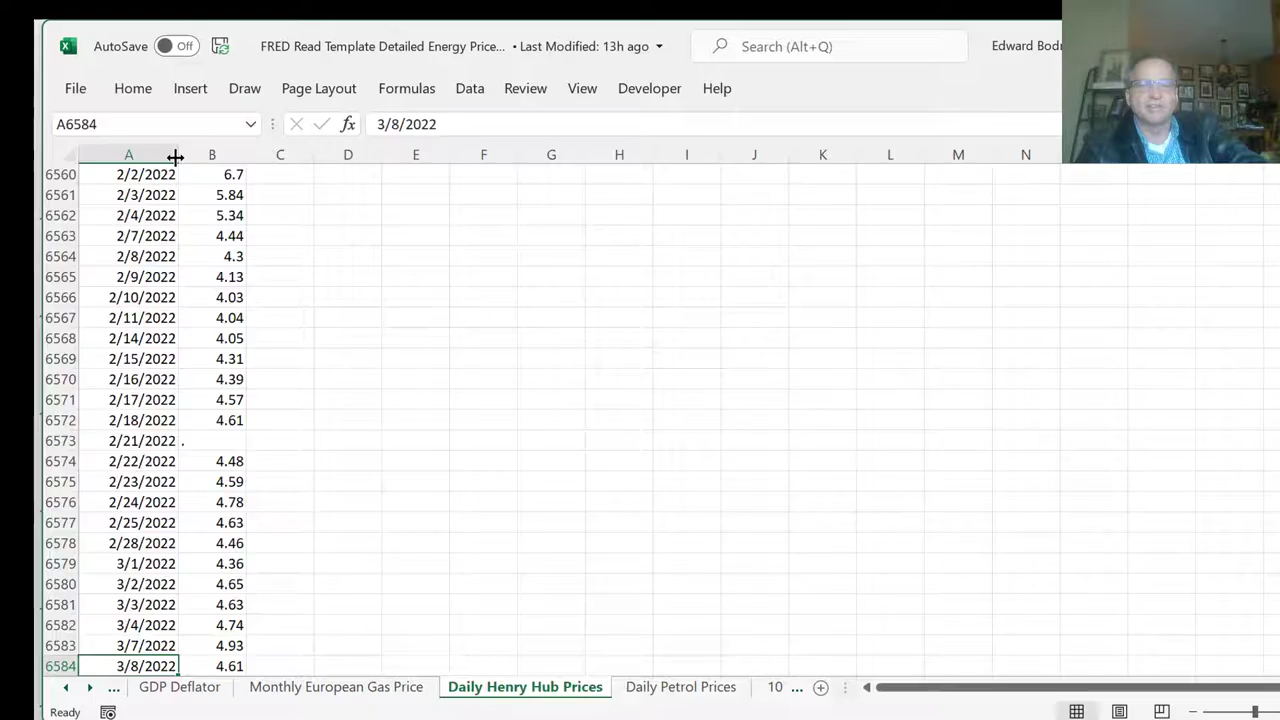 AutoSave Off FRED Read Template Detailed Energy Price... • Last Modified: 13h ago Search (Alt+Q) Edward Bodr
File Home Insert Draw Page Layout Formulas Data Review View Developer Help
A6584 fx 3/8/2022
A B C D E F G H I J K L M N
6560 2/2/2022 6.7
6561 2/3/2022 5.84
6562 2/4/2022 5.34
6563 2/7/2022 4.44
6564 2/8/2022 4.3
6565 2/9/2022 4.13
6566 2/10/2022 4.03
6567 2/11/2022 4.04
6568 2/14/2022 4.05
6569 2/15/2022 4.31
6570 2/16/2022 4.39
6571 2/17/2022 4.57
6572 2/18/2022 4.61
6573 2/21/2022 .
6574 2/22/2022 4.48
6575 2/23/2022 4.59
6576 2/24/2022 4.78
6577 2/25/2022 4.63
6578 2/28/2022 4.46
6579 3/1/2022 4.36
6580 3/2/2022 4.65
6581 3/3/2022 4.63
6582 3/4/2022 4.74
6583 3/7/2022 4.93
6584 3/8/2022 4.61
... GDP Deflator Monthly European Gas Price Daily Henry Hub Prices Daily Petrol Prices 10 ...
Ready